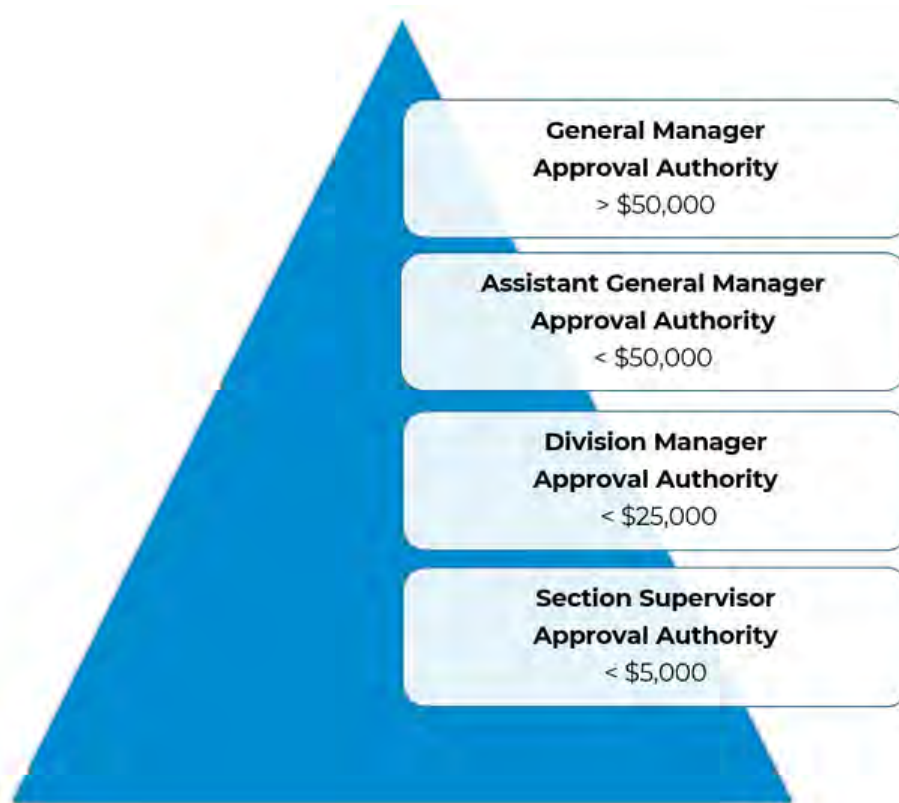 General Manager
Approval Authority
> $50,000
Assistant General Manager
Approval Authority
< $50,000
Division Manager
Approval Authority
< $25,000
Section Supervisor
Approval Authority
< $5,000